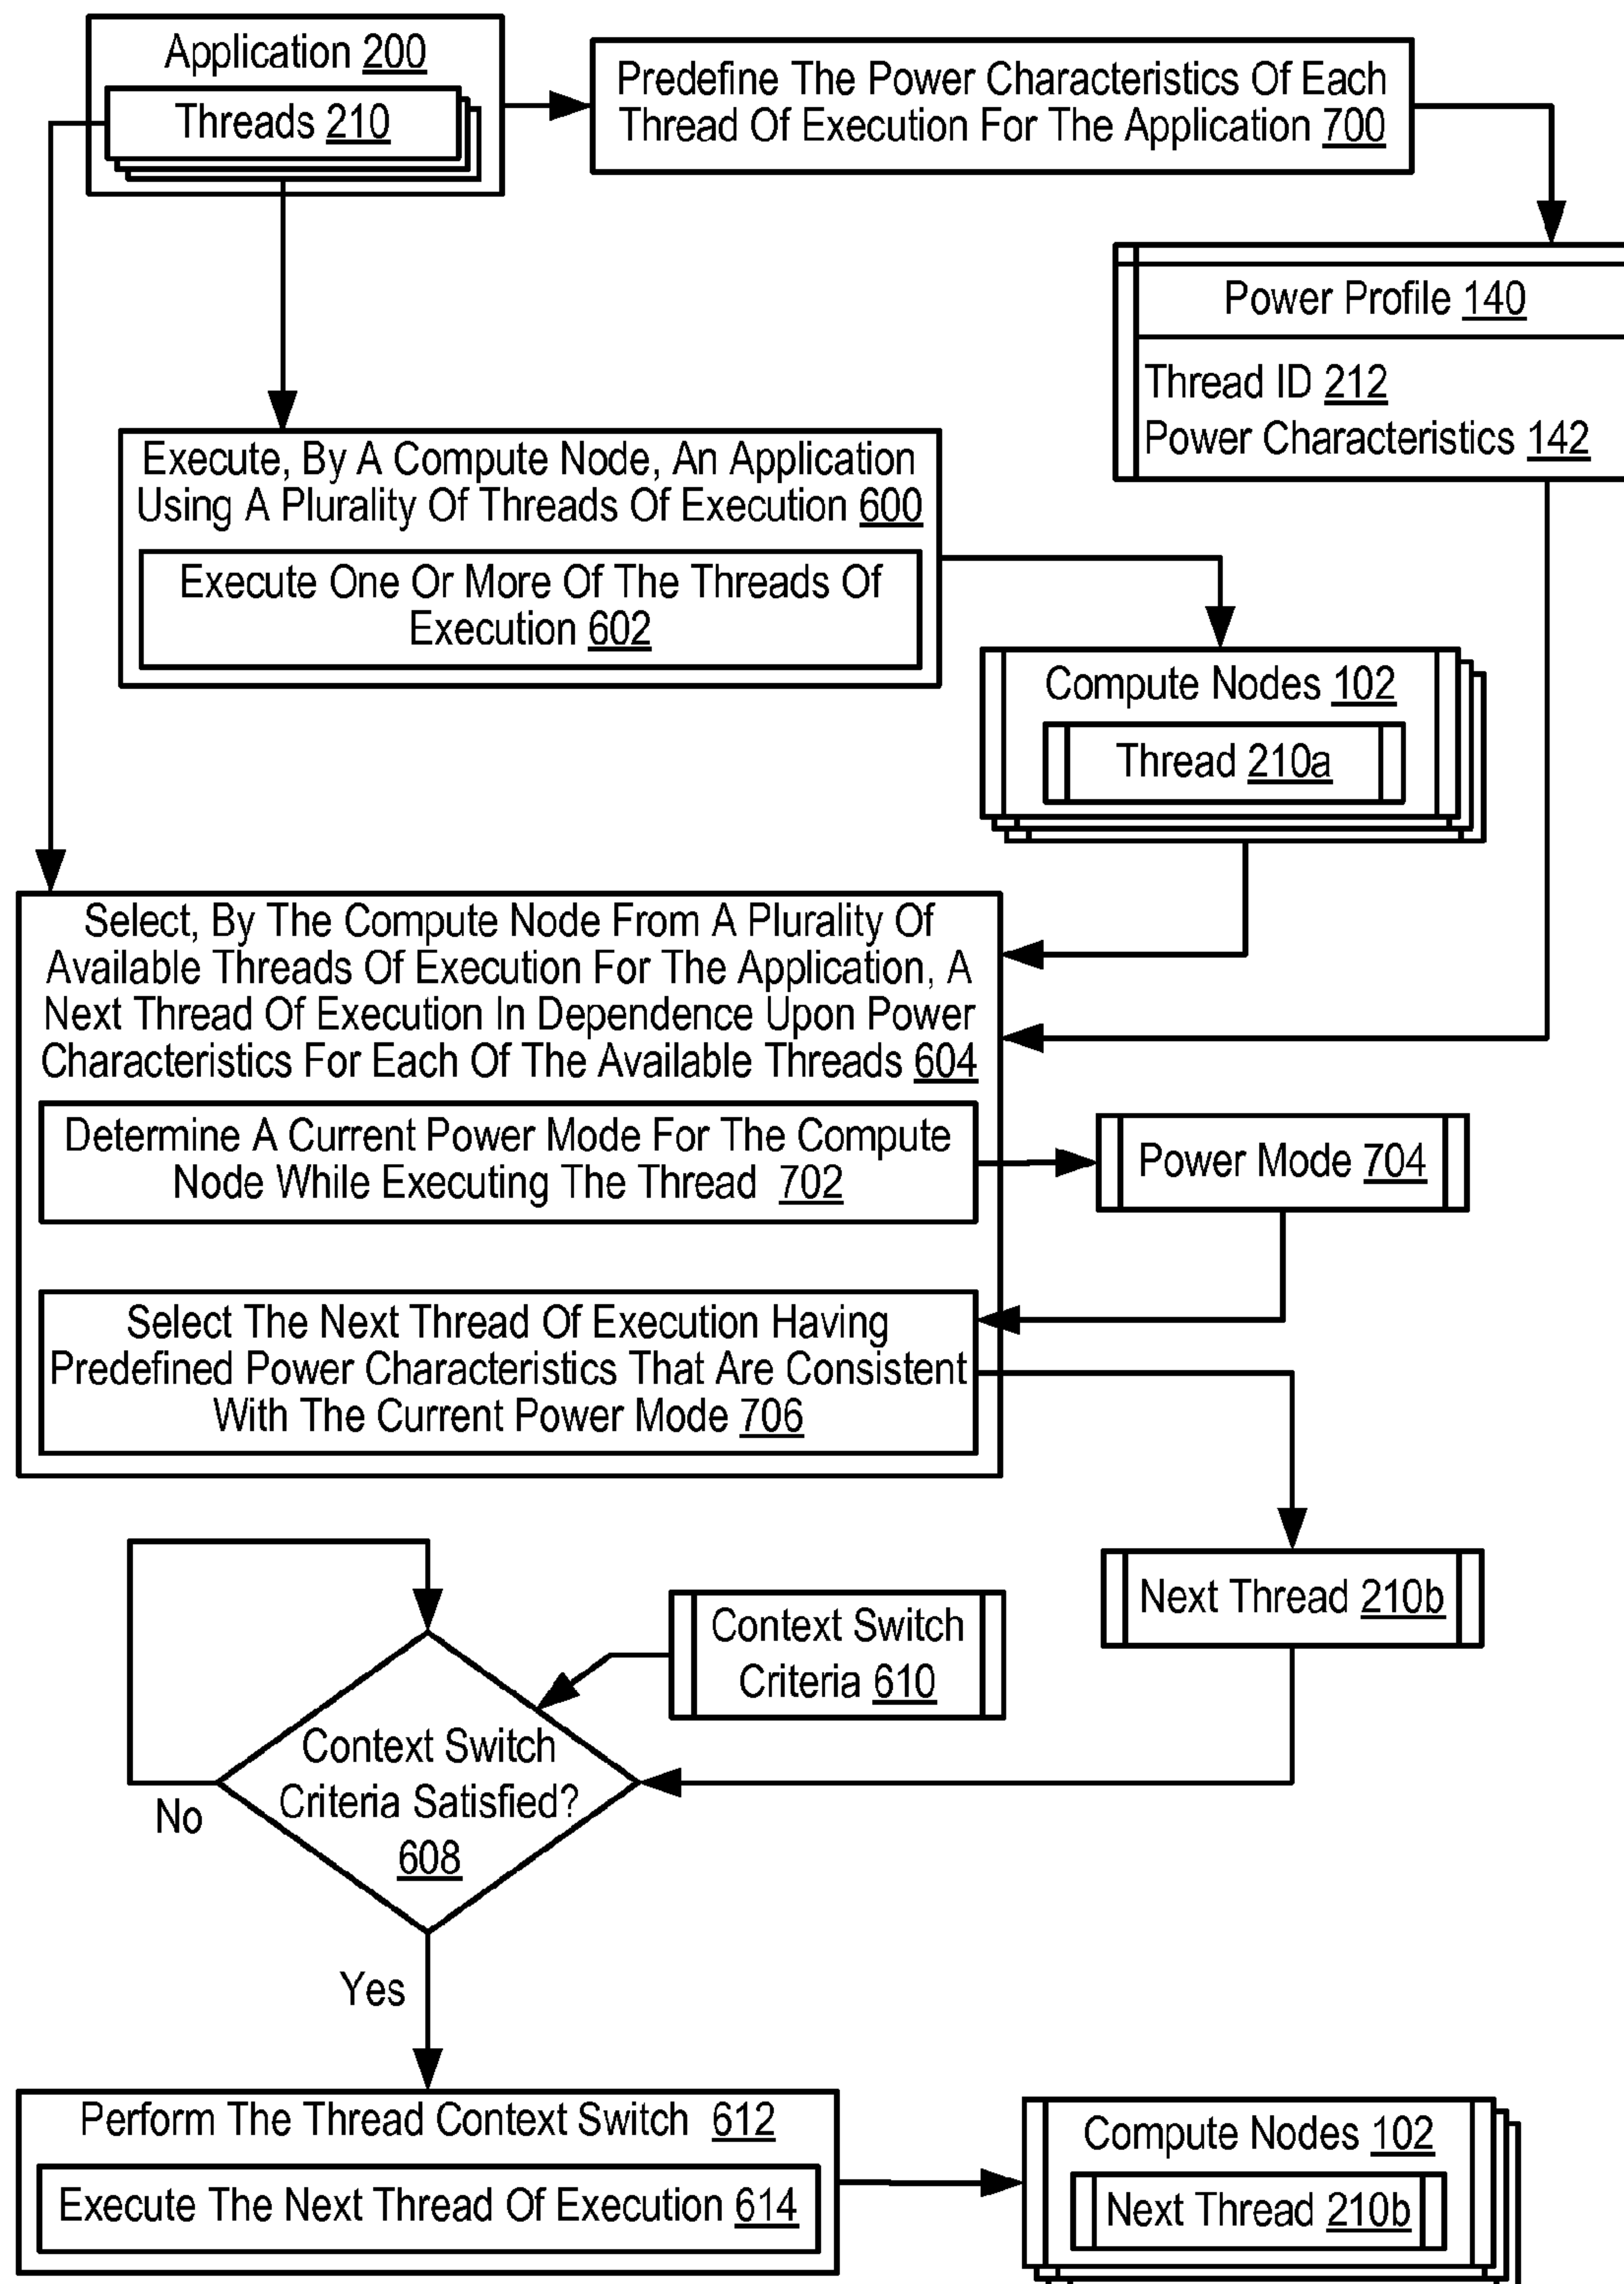 Application 200
Threads 210
Predefine The Power Characteristics Of Each
Thread Of Execution For The Application 700
Power Profile 140
Thread ID 212
Power Characteristics 142
Execute, By A Compute Node, An Application
Using A Plurality Of Threads Of Execution 600
Execute One Or More Of The Threads Of
Execution 602
Compute Nodes 102
Thread 210a
Select, By The Compute Node From A Plurality Of
Available Threads Of Execution For The Application, A
Next Thread Of Execution In Dependence Upon Power
Characteristics For Each Of The Available Threads 604
Determine A Current Power Mode For The Compute
Node While Executing The Thread 702
Power Mode 704
Select The Next Thread Of Execution Having
Predefined Power Characteristics That Are Consistent
With The Current Power Mode 706
Next Thread 210b
Context Switch
Criteria 610
Context Switch
Criteria Satisfied?
608
No
Yes
Perform The Thread Context Switch 612
Execute The Next Thread Of Execution 614
Compute Nodes 102
Next Thread 210b